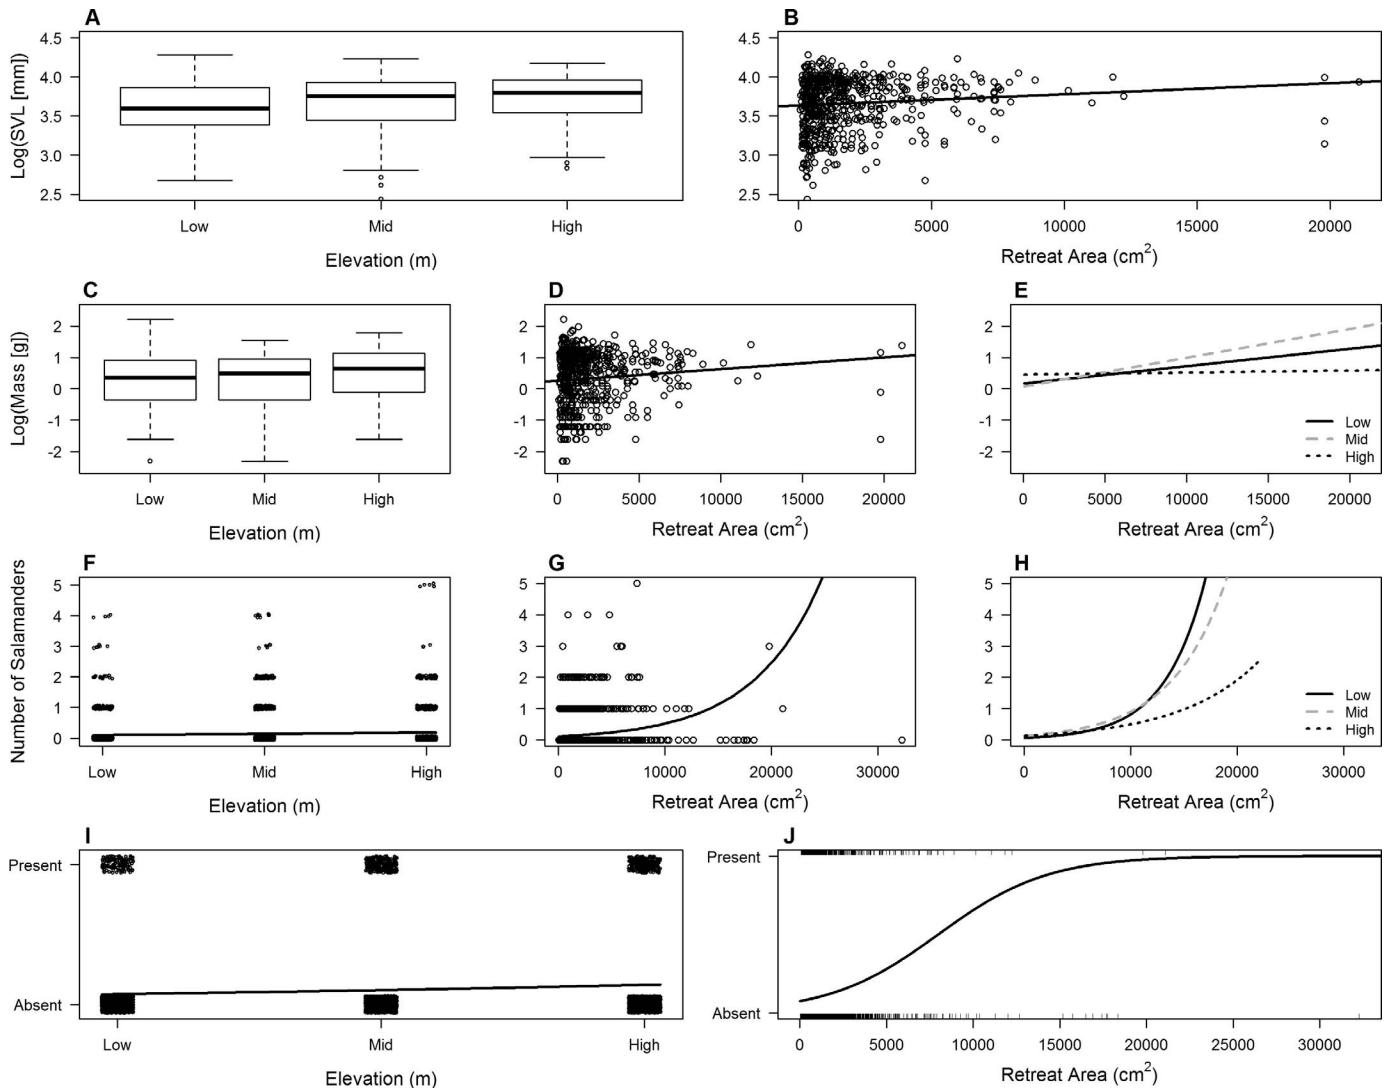 A
B
4.5
4.0
3.5
3.0
2.5
Log(SVL [mm])
Low
Mid
High
Elevation (m)
4.5
4.0
3.5
3.0
2.5
0
5000
10000
15000
20000
Retreat Area (cm²)
C
D
E
2
1
0
-1
-2
Log(Mass [g])
Low
Mid
High
Elevation (m)
2
1
0
-1
-2
0
5000
10000
15000
20000
Retreat Area (cm²)
2
1
0
-1
-2
Low
Mid
High
0
5000
10000
15000
20000
Retreat Area (cm²)
F
G
H
5
4
3
2
1
0
Number of Salamanders
Low
Mid
High
Elevation (m)
5
4
3
2
1
0
0
10000
20000
30000
Retreat Area (cm²)
5
4
3
2
1
0
Low
Mid
High
0
10000
20000
30000
Retreat Area (cm²)
I
J
Present
Absent
Low
Mid
High
Elevation (m)
Present
Absent
0
5000
10000
15000
20000
25000
30000
Retreat Area (cm²)